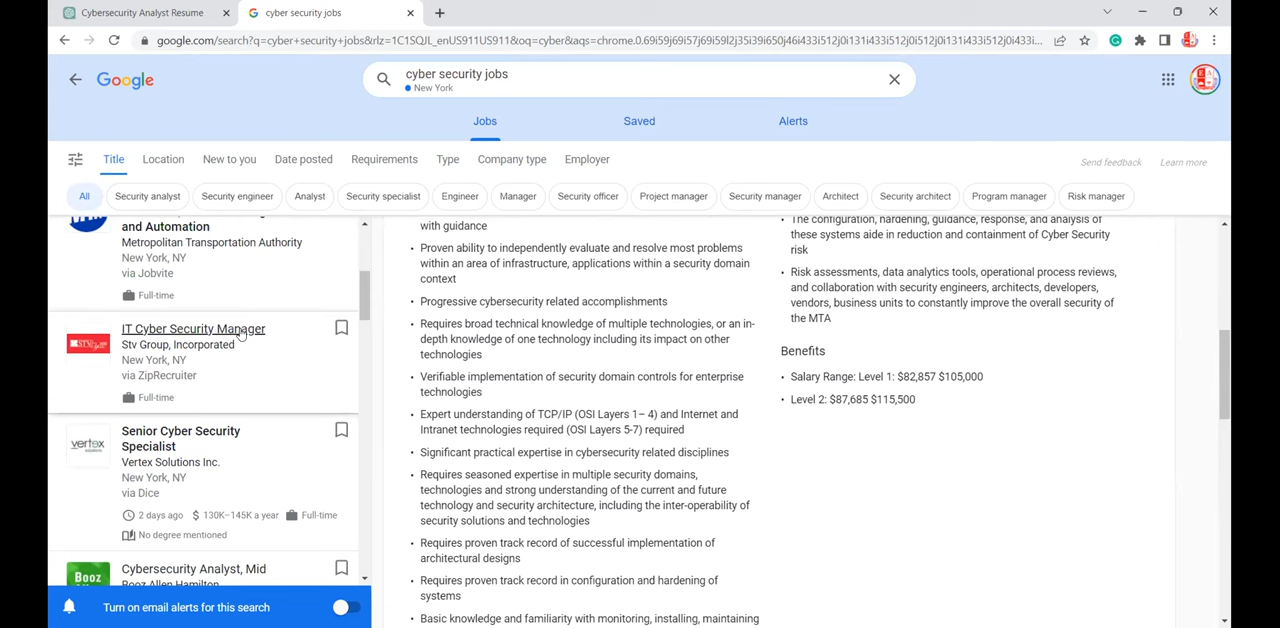 Cybersecurity Analyst Resume
cyber security jobs
google.com/search?q=cyber+security+jobs&rlz=1C1SQJL_enUS911US911&oq=cyber&aqs=chrome.0.69i59j69i57j69i59l2j35i39i650j46i433i512j0i131i433i512j0i512j0i131i433i512j0i433i...
Google
cyber security jobs
New York
Jobs
Saved
Alerts
Title
Location
New to you
Date posted
Requirements
Type
Company type
Employer
Send feedback
Learn more
All
Security analyst
Security engineer
Analyst
Security specialist
Engineer
Manager
Security officer
Project manager
Security manager
Architect
Security architect
Program manager
Risk manager
and Automation
Metropolitan Transportation Authority
New York, NY
via Jobvite
Full-time
IT Cyber Security Manager
Stv Group, Incorporated
New York, NY
via ZipRecruiter
Full-time
vertex
solutions
Senior Cyber Security
Specialist
Vertex Solutions Inc.
New York, NY
via Dice
2 days ago
130K–145K a year
Full-time
No degree mentioned
Booz
Cybersecurity Analyst, Mid
Booz Allen Hamilton
Turn on email alerts for this search
with guidance
• Proven ability to independently evaluate and resolve most problems
within an area of infrastructure, applications within a security domain
context
• Progressive cybersecurity related accomplishments
• Requires broad technical knowledge of multiple technologies, or an in-
depth knowledge of one technology including its impact on other
technologies
• Verifiable implementation of security domain controls for enterprise
technologies
• Expert understanding of TCP/IP (OSI Layers 1– 4) and Internet and
Intranet technologies required (OSI Layers 5-7) required
• Significant practical expertise in cybersecurity related disciplines
• Requires seasoned expertise in multiple security domains,
technologies and strong understanding of the current and future
technology and security architecture, including the inter-operability of
security solutions and technologies
• Requires proven track record of successful implementation of
architectural designs
• Requires proven track record in configuration and hardening of
systems
• Basic knowledge and familiarity with monitoring, installing, maintaining
• The configuration, hardening, guidance, response, and analysis of
these systems aide in reduction and containment of Cyber Security
risk
• Risk assessments, data analytics tools, operational process reviews,
and collaboration with security engineers, architects, developers,
vendors, business units to constantly improve the overall security of
the MTA
Benefits
• Salary Range: Level 1: $82,857 $105,000
• Level 2: $87,685 $115,500